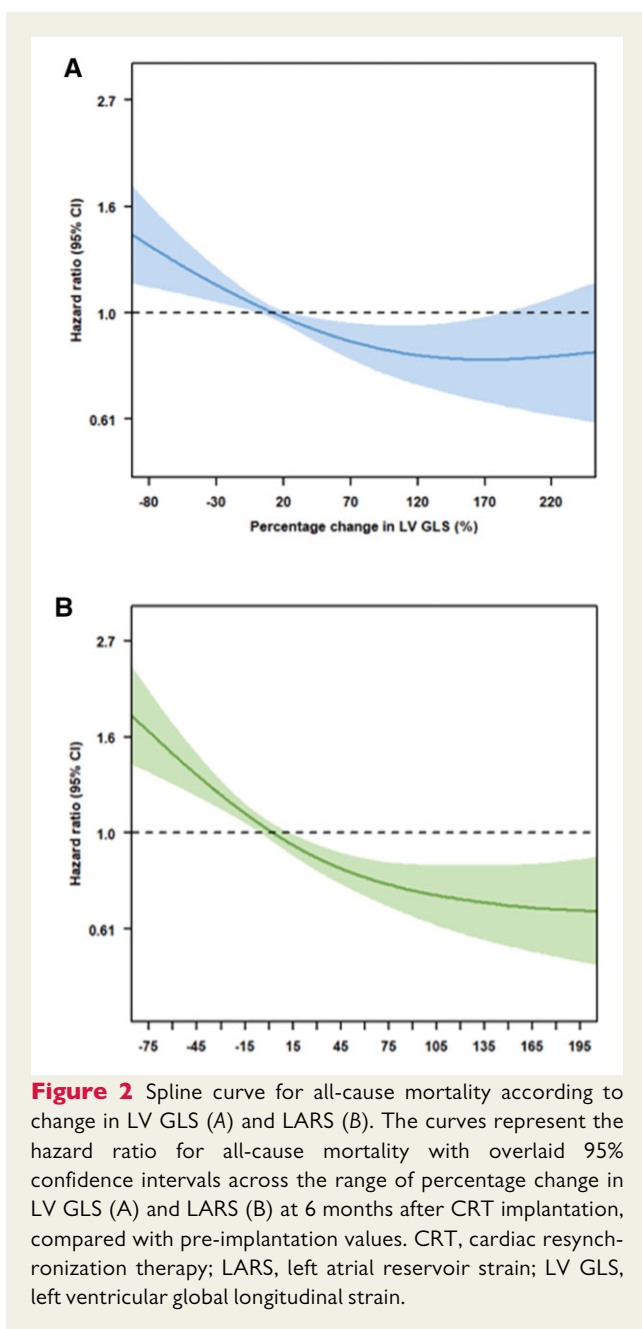 A
2.7
1.6
1.0
0.61
Hazard ratio (95% CI)
-80 -30 20 70 120 170 220
Percentage change in LV GLS (%)
B
2.7
1.6
1.0
0.61
Hazard ratio (95% CI)
-75 -45 -15 15 45 75 105 135 165 195
Figure 2 Spline curve for all-cause mortality according to
change in LV GLS (A) and LARS (B). The curves represent the
hazard ratio for all-cause mortality with overlaid 95%
confidence intervals across the range of percentage change in
LV GLS (A) and LARS (B) at 6 months after CRT implantation,
compared with pre-implantation values. CRT, cardiac resynch-
ronization therapy; LARS, left atrial reservoir strain; LV GLS,
left ventricular global longitudinal strain.